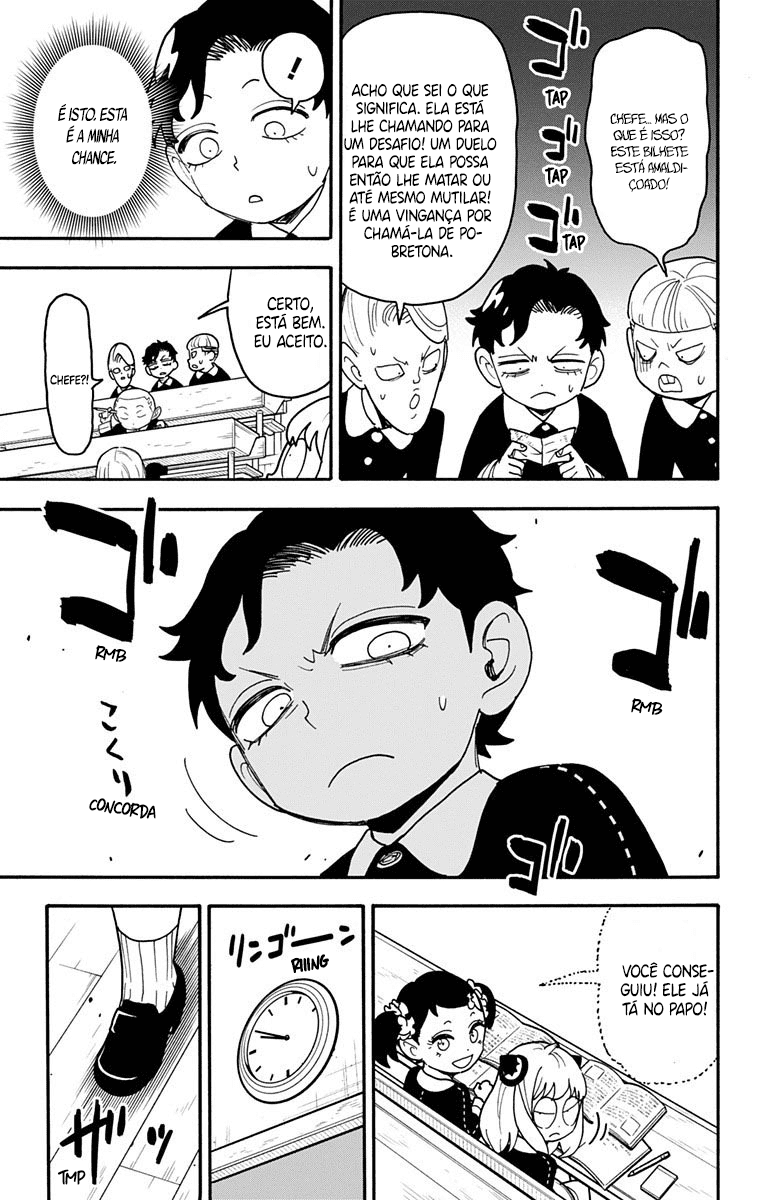 CHEFE... MAS O
QUE É ISSO?
ESTE BILHETE
ESTÁ AMALDI-
ÇOADO!
ゴ
TAP
ゴ
TAP
ゴ
TAP
ACHO QUE SEI O QUE
SIGNIFICA. ELA ESTÁ
LHE CHAMANDO PARA
UM DESAFIO! UM DUELO
PARA QUE ELA POSSA
ENTÃO LHE MATAR OU
ATÉ MESMO MUTILAR!
É UMA VINGANÇA POR
CHAMÁ-LA DE PO-
BRETONA.
!
É ISTO. ESTA
É A MINHA
CHANCE.
CERTO,
ESTÁ BEM.
EU ACEITO.
CHEFE?!
ゴ
RMB
ゴ
RMB
こくり
CONCORDA
ゴ
VOCÊ CONSE-
GUIU! ELE JÁ
TÁ NO PAPO!
リンゴーン
RIIING
ザッ
TMP